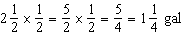 2 1/2 × 1/2 = 5/2 × 1/2 = 5/4 = 1 1/4 gal